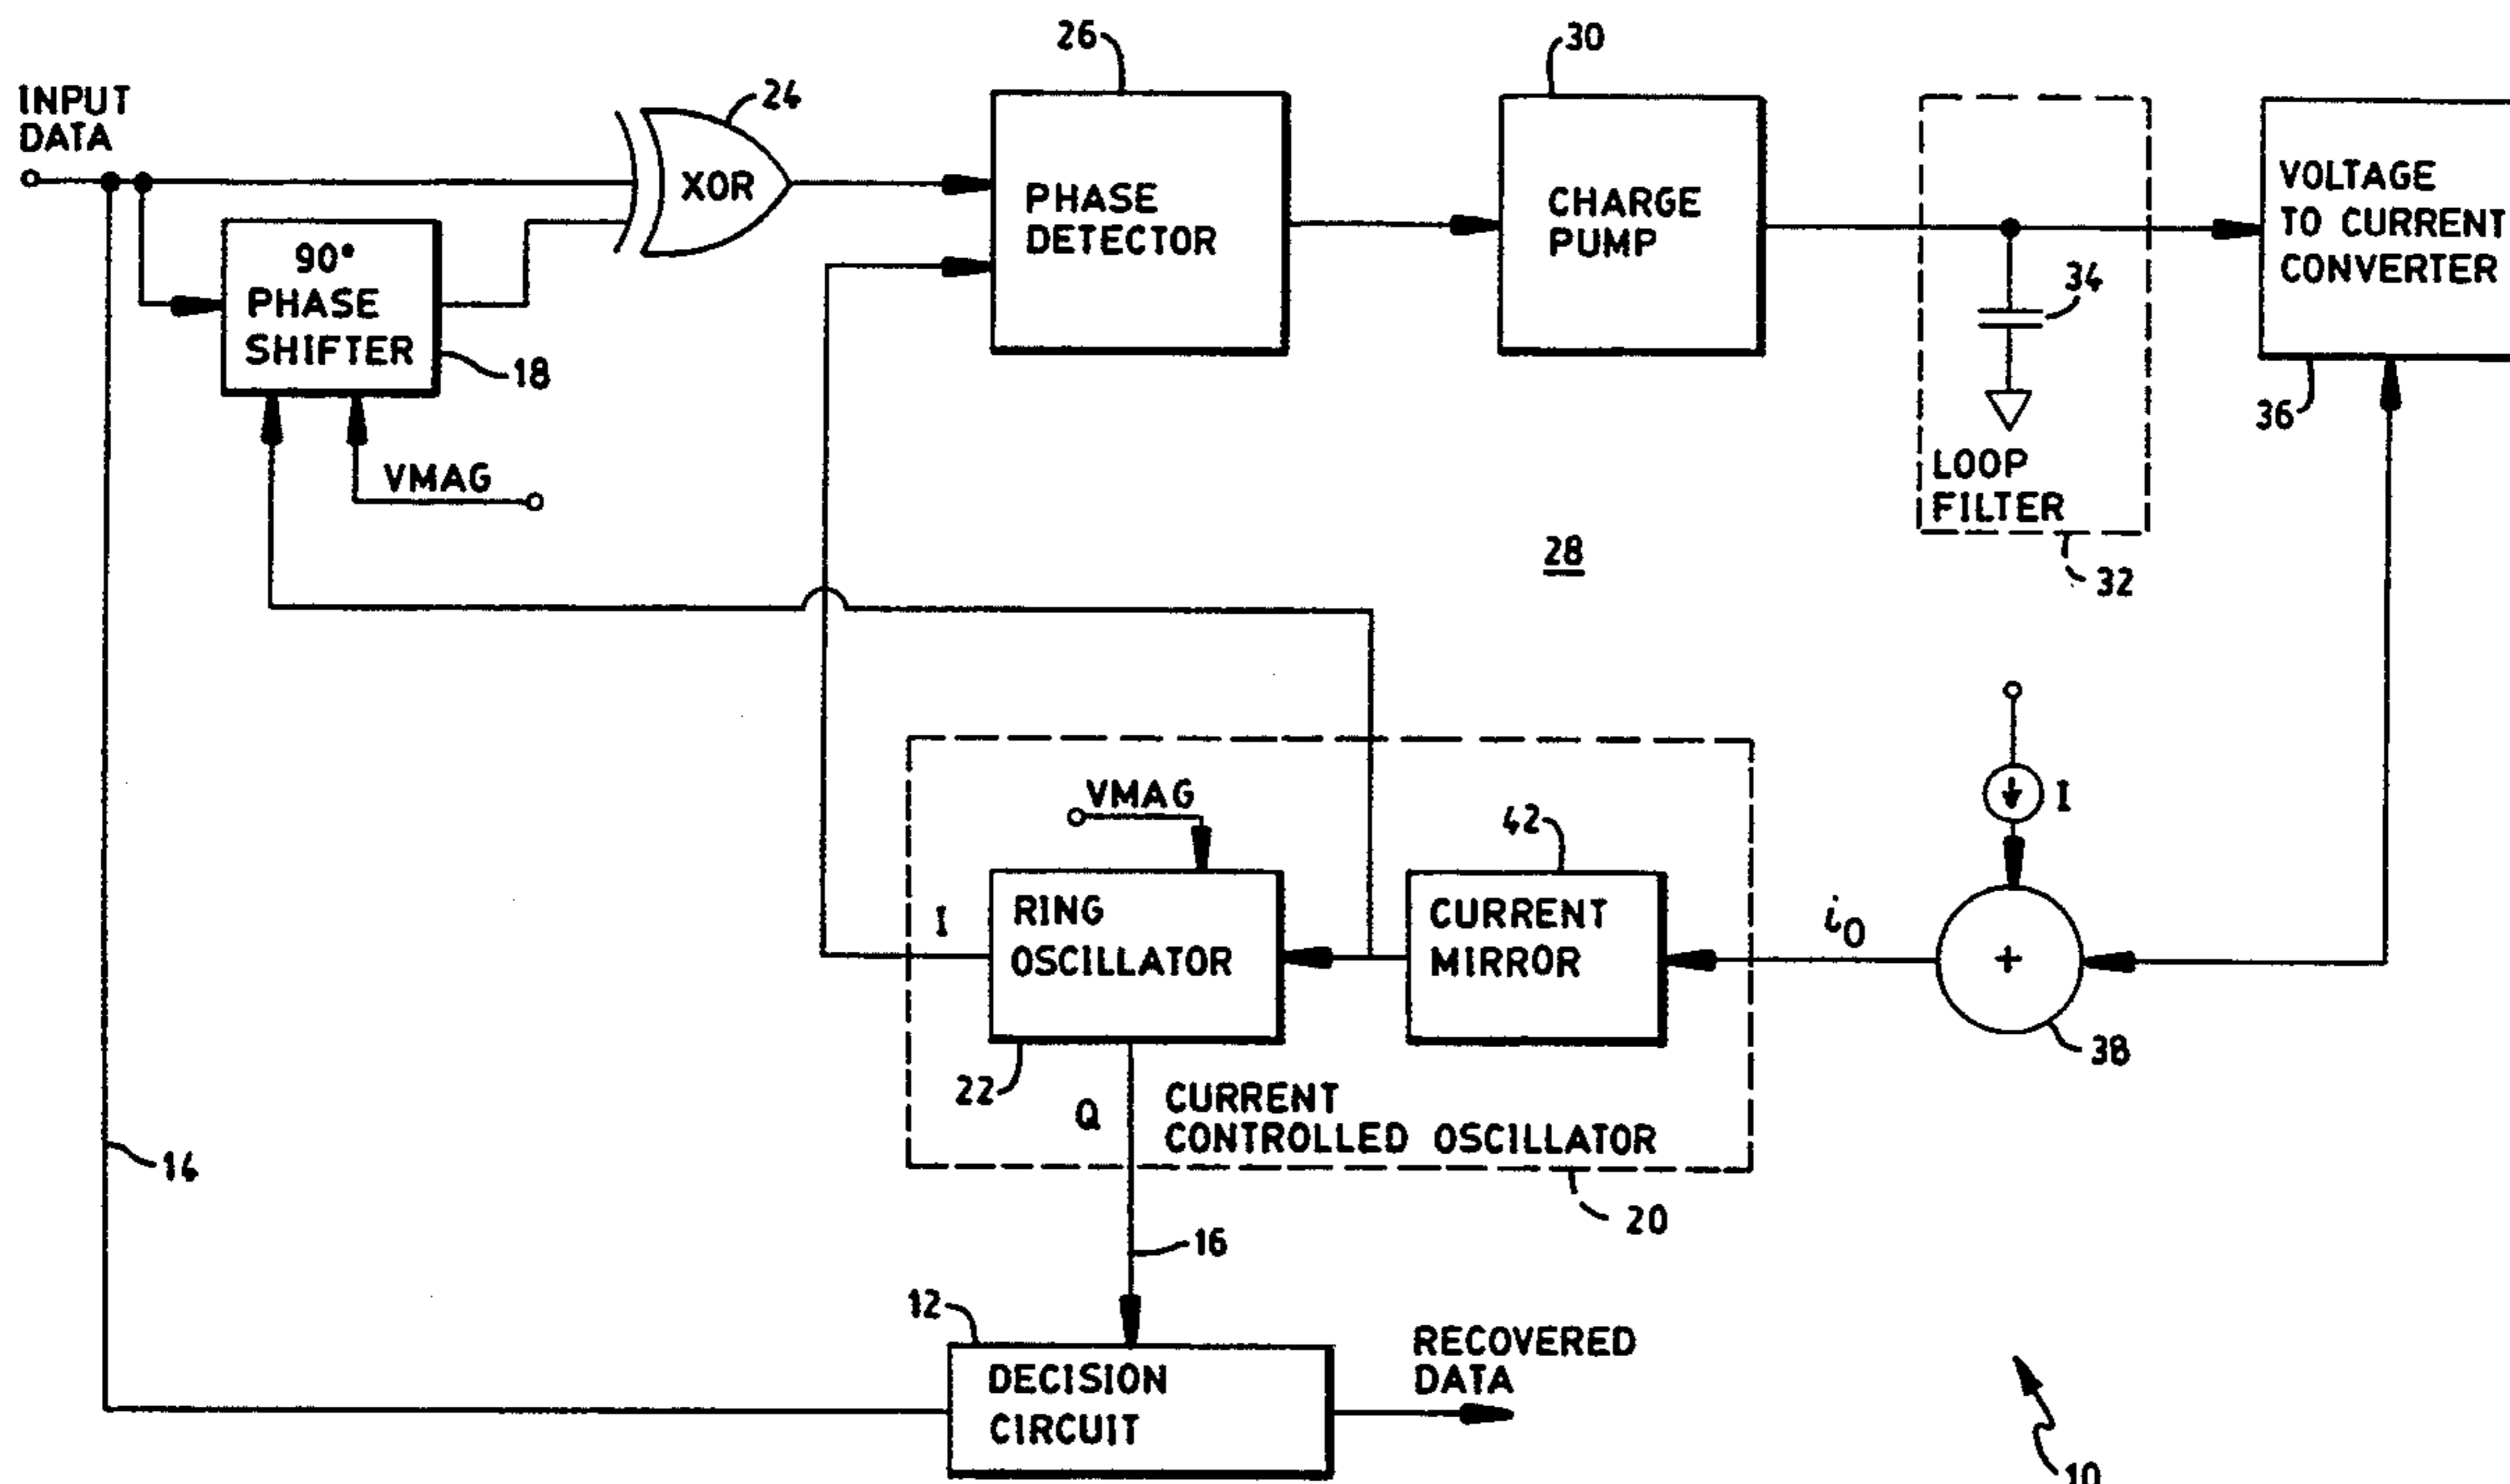 26
30
INPUT
DATA
24
XOR
PHASE
DETECTOR
CHARGE
PUMP
VOLTAGE
TO CURRENT
CONVERTER
34
90°
PHASE
SHIFTER
18
36
VMAG
LOOP
FILTER
28
32
VMAG
42
I
I
RING
OSCILLATOR
CURRENT
MIRROR
i0
+
38
22
Q
CURRENT
CONTROLLED OSCILLATOR
14
20
16
12
DECISION
CIRCUIT
RECOVERED
DATA
10